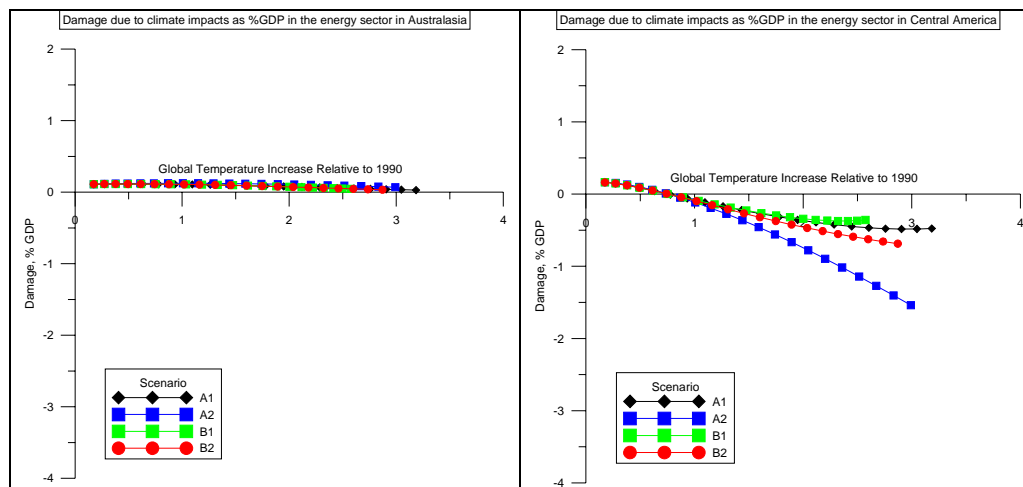 Damage due to climate impacts as %GDP in the energy sector in Australasia
2
1
Global Temperature Increase Relative to 1990
0
0
1
2
3
4
Damage, % GDP
-1
-2
-3
-4
Scenario
A1
A2
B1
B2
Damage due to climate impacts as %GDP in the energy sector in Central America
2
1
Global Temperature Increase Relative to 1990
0
0
1
2
3
4
Damage, % GDP
-1
-2
-3
-4
Scenario
A1
A2
B1
B2